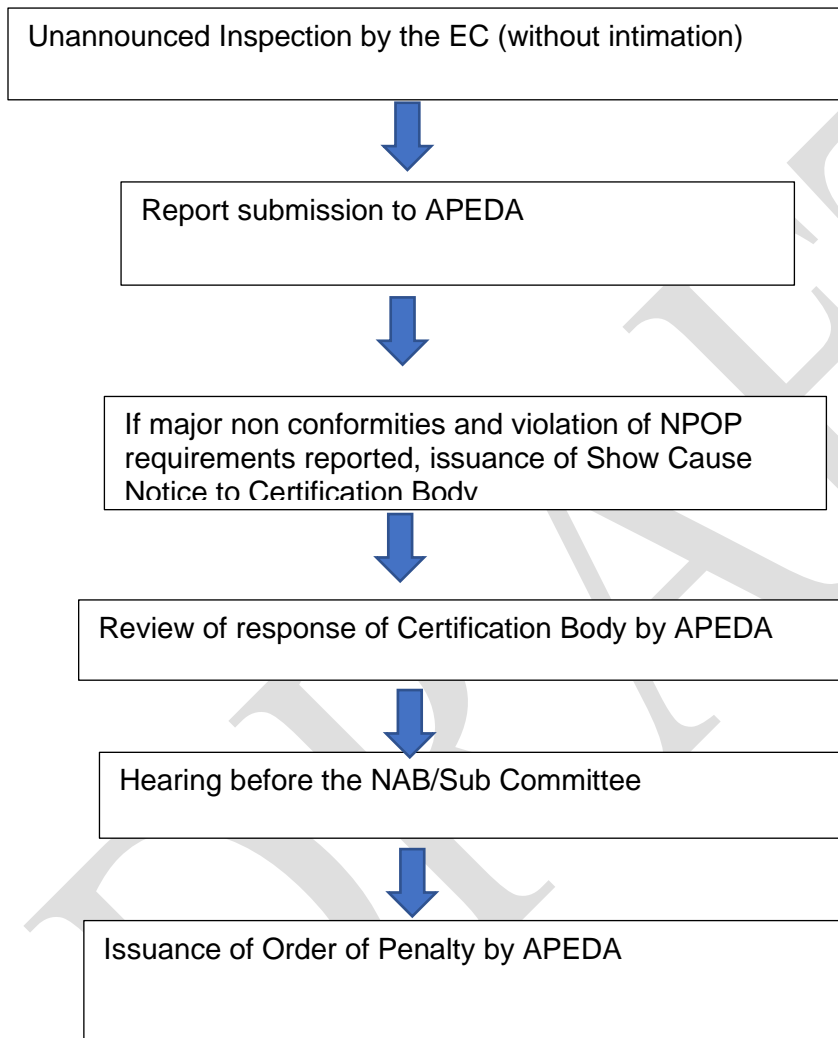 Unannounced Inspection by the EC (without intimation)
Report submission to APEDA
If major non conformities and violation of NPOP
requirements reported, issuance of Show Cause
Notice to Certification Body
Review of response of Certification Body by APEDA
Hearing before the NAB/Sub Committee
Issuance of Order of Penalty by APEDA